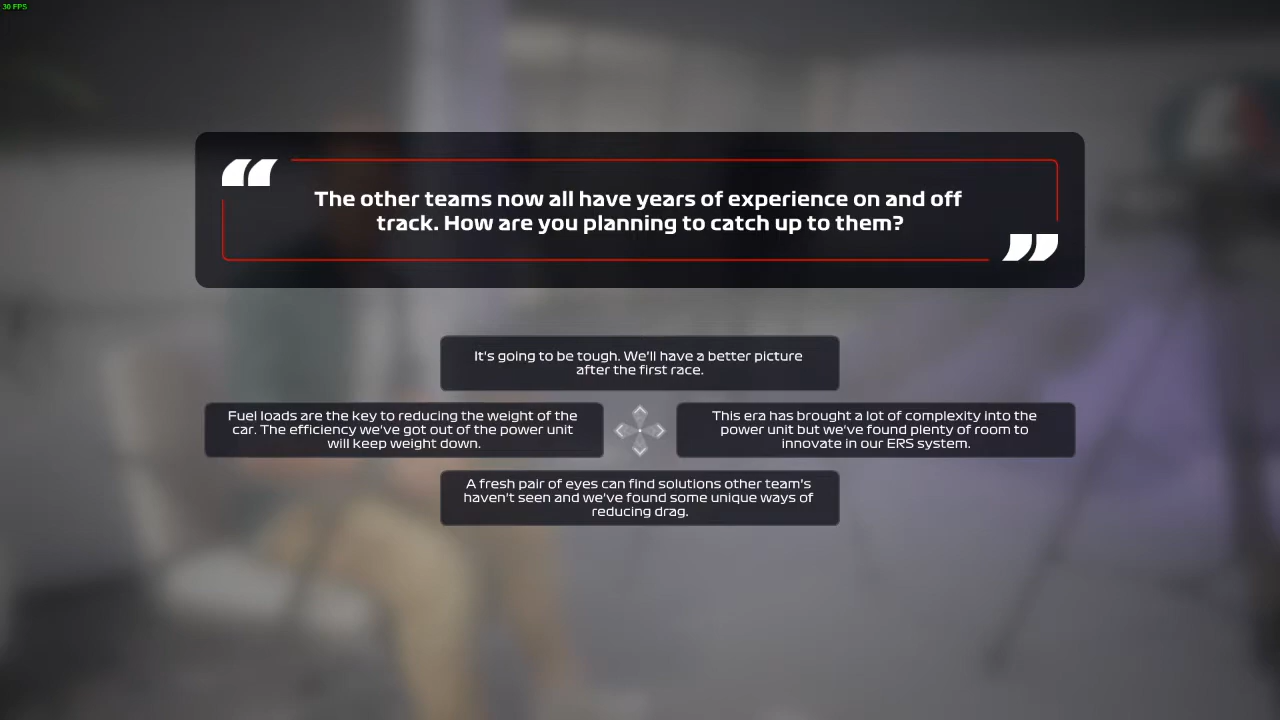 30 FPS
The other teams now all have years of experience on and off
track. How are you planning to catch up to them?
It's going to be tough. We'll have a better picture
after the first race.
Fuel loads are the key to reducing the weight of the
car. The efficiency we've got out of the power unit
will keep weight down.
This era has brought a lot of complexity into the
power unit but we've found plenty of room to
innovate in our ERS system.
A fresh pair of eyes can find solutions other team's
haven't seen and we've found some unique ways of
reducing drag.